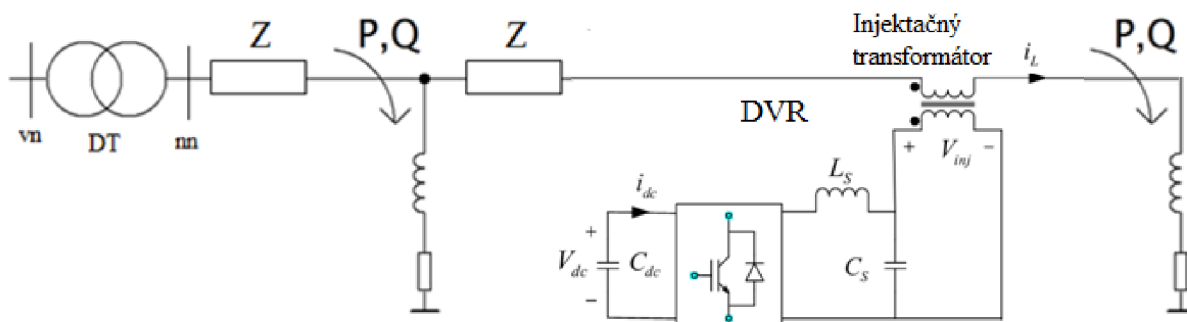 Z
P,Q
Z
Injektačný
transformátor
i_L
P,Q
vn
DT
nn
DVR
+
V_inj
−
L_S
i_dc
+
V_dc
C_dc
C_S
−